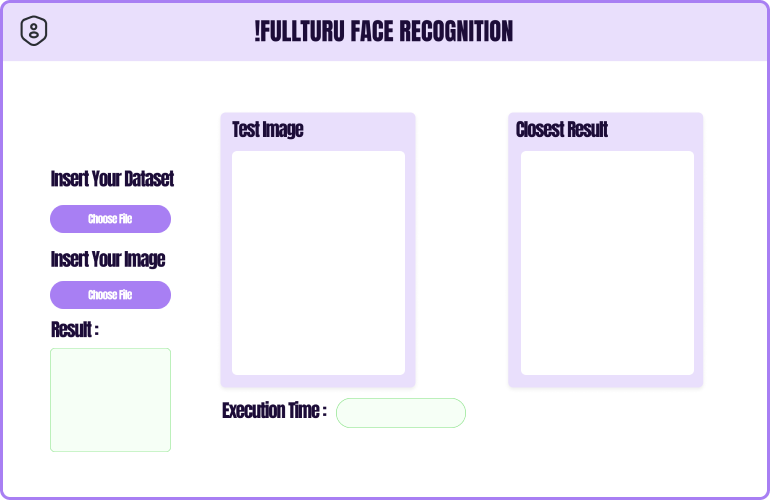 !FULLTURU FACE RECOGNITION
Test Image
Closest Result
Insert Your Dataset
Choose File
Insert Your Image
Choose File
Result :
Execution Time :